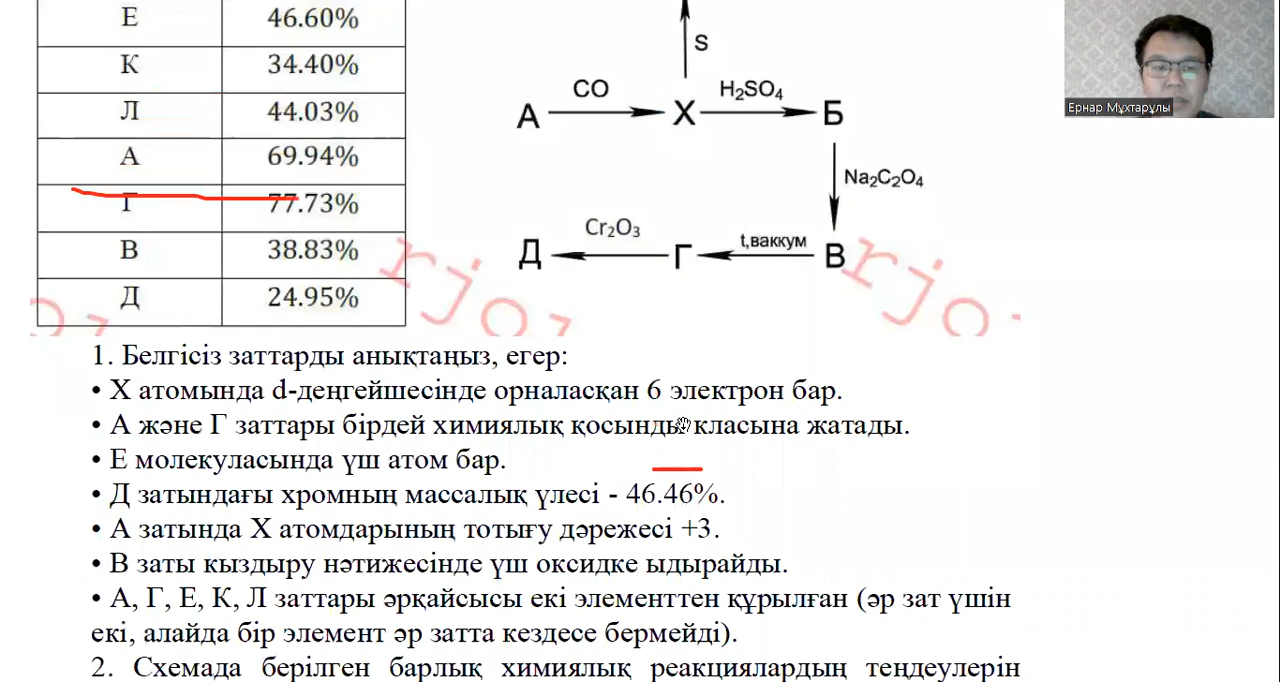 Е 46.60%
К 34.40%
Л 44.03%
А 69.94%
Г 77.73%
В 38.83%
Д 24.95%
S
А CO Х H₂SO₄ Б
Na₂C₂O₄
Д Cr₂O₃ Г t,ваккум В
rjo
rjo
Ернар Мұхтарұлы
1. Белгісіз заттарды анықтаңыз, егер:
• Х атомында d-деңгейшесінде орналасқан 6 электрон бар.
• А және Г заттары бірдей химиялық қосынды класына жатады.
• Е молекуласында үш атом бар.
• Д затындағы хромның массалық үлесі - 46.46%.
• А затында Х атомдарының тотығу дәрежесі +3.
• В заты кыздыру нәтижесінде үш оксидке ыдырайды.
• А, Г, Е, К, Л заттары әрқайсысы екі элементтен құрылған (әр зат үшін
екі, алайда бір элемент әр затта кездесе бермейді).
2. Схемада берілген барлық химиялық реакциялардың теңдеулерін